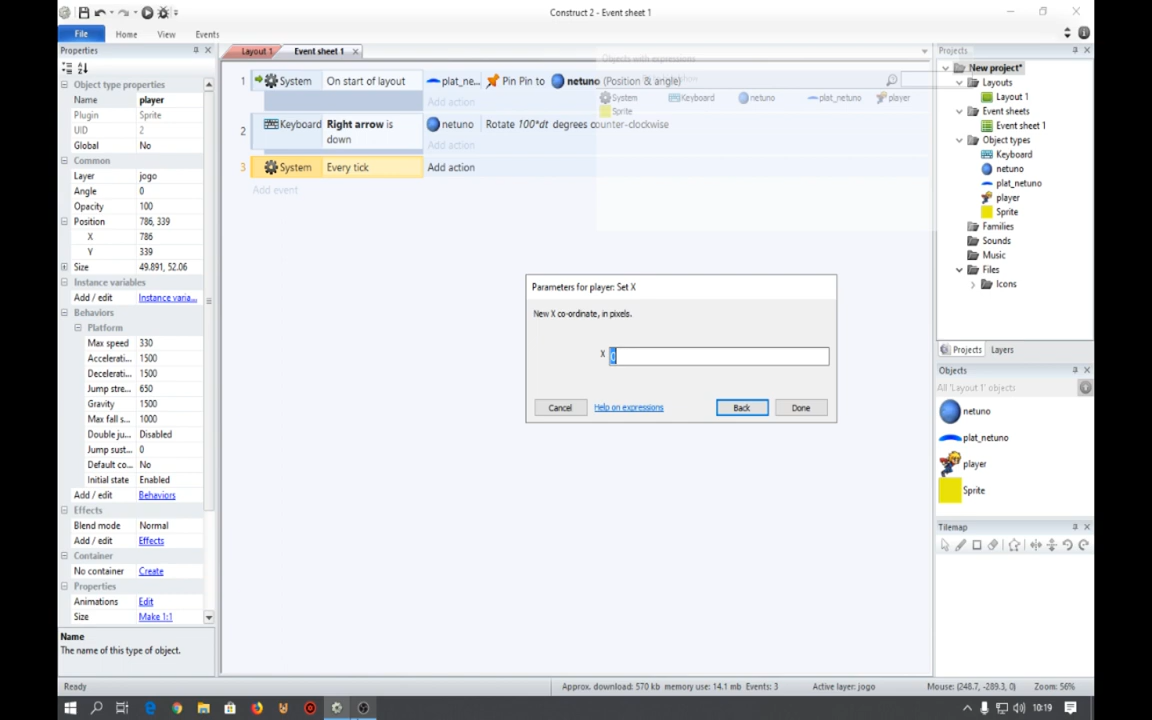 Construct 2 - Event sheet 1
File Home View Events
Properties
Layout 1 Event sheet 1
Projects
Object type properties
Name player
Plugin Sprite
UID 2
Global No
Common
Layer jogo
Angle 0
Opacity 100
Position 786, 339
X 786
Y 339
Size 49.891, 52.06
Instance variables
Add / edit Instance varia...
Behaviors
Platform
Max speed 330
Accelerati... 1500
Decelerati... 1500
Jump stre... 650
Gravity 1500
Max fall s... 1000
Double ju... Disabled
Jump sust... 0
Default co... No
Initial state Enabled
Add / edit Behaviors
Effects
Blend mode Normal
Add / edit Effects
Container
No container Create
Properties
Animations Edit
Size Make 1:1
Name
The name of this type of object.
1 System On start of layout plat_ne... Pin Pin to netuno (Position & angle)
Add action
2 Keyboard Right arrow is down netuno Rotate 100*dt degrees counter-clockwise
Add action
3 System Every tick Add action
Add event
Objects with expressions
System Keyboard netuno plat_netuno player
Sprite
Parameters for player: Set X
New X co-ordinate, in pixels.
X 0
Cancel Help on expressions Back Done
New project*
Layouts
Layout 1
Event sheets
Event sheet 1
Object types
Keyboard
netuno
plat_netuno
player
Sprite
Families
Sounds
Music
Files
Icons
Projects Layers
Objects
All 'Layout 1' objects
netuno
plat_netuno
player
Sprite
Tilemap
Ready Approx. download: 570 kb memory use: 14.1 mb Events: 3 Active layer: jogo Mouse: (248.7, -289.3, 0) Zoom: 56%
10:19